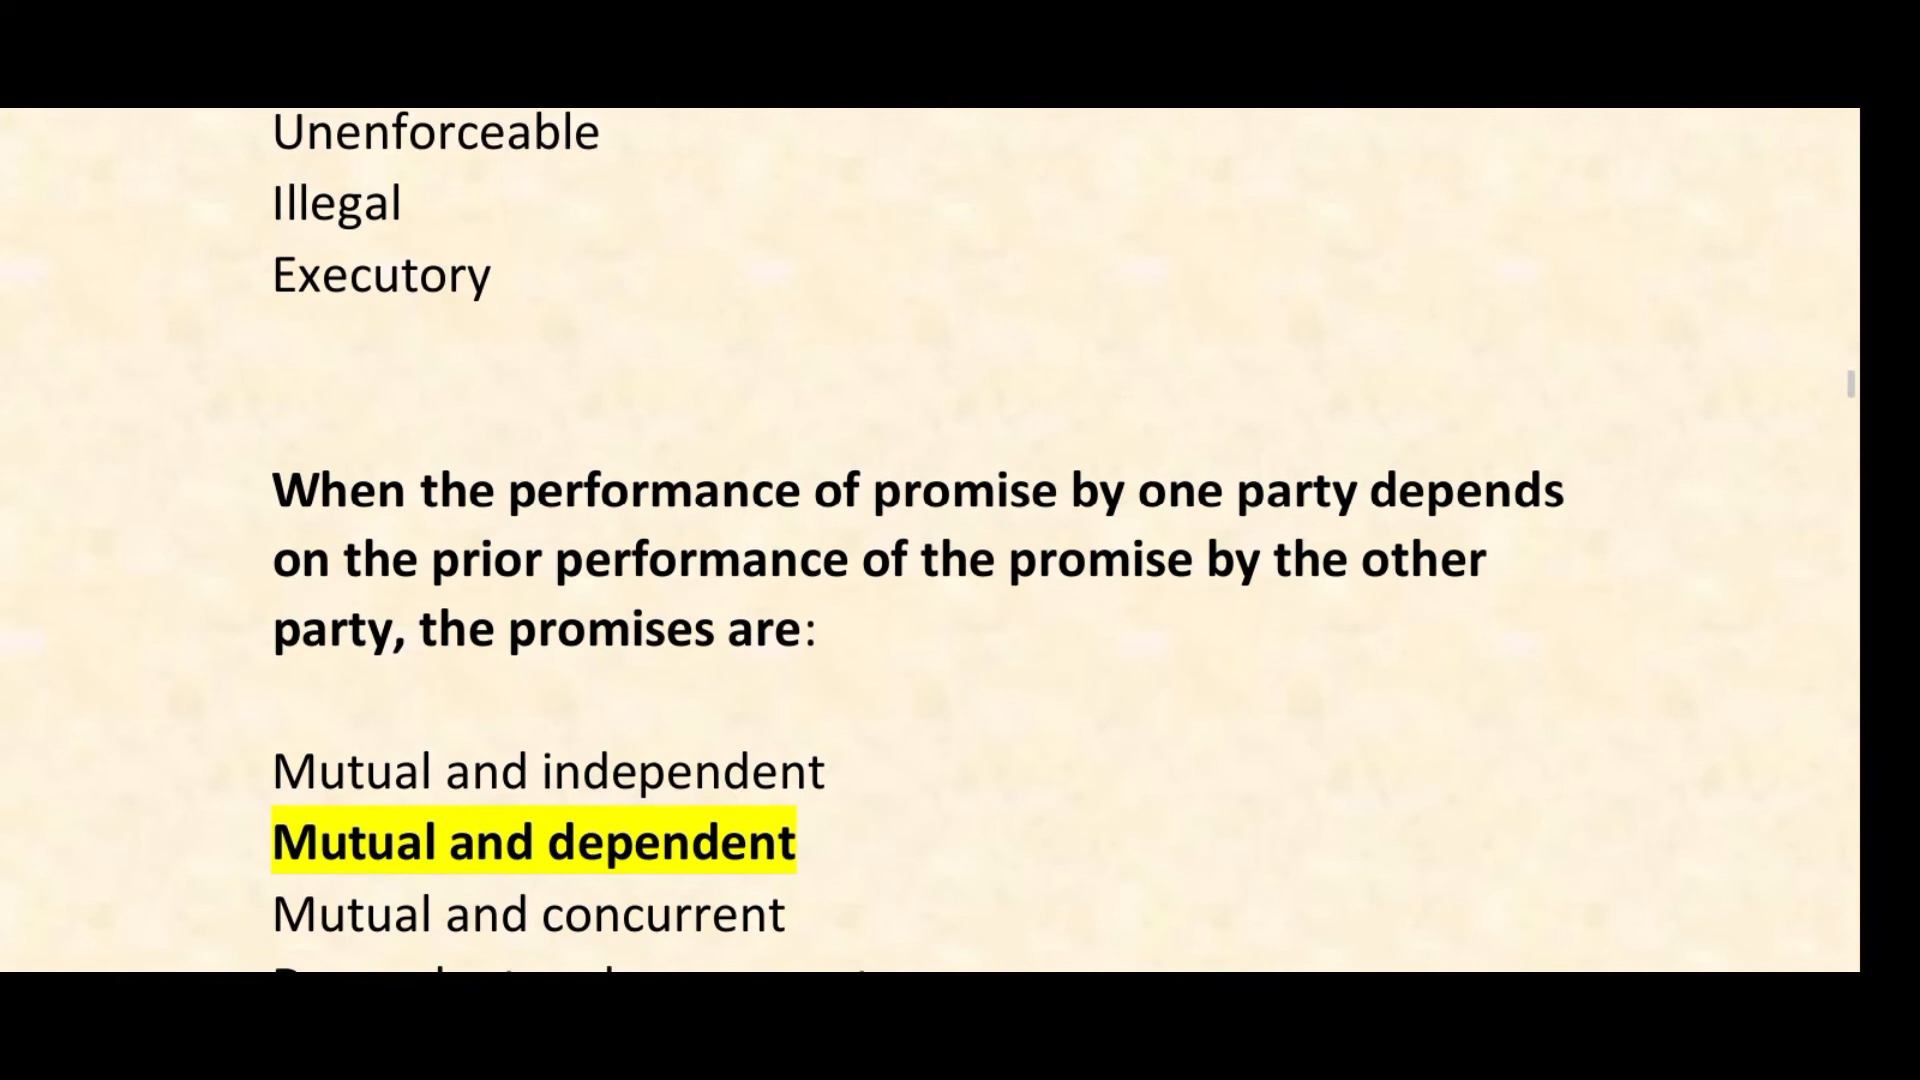 Unenforceable
Illegal
Executory
When the performance of promise by one party depends
on the prior performance of the promise by the other
party, the promises are:
Mutual and independent
Mutual and dependent
Mutual and concurrent